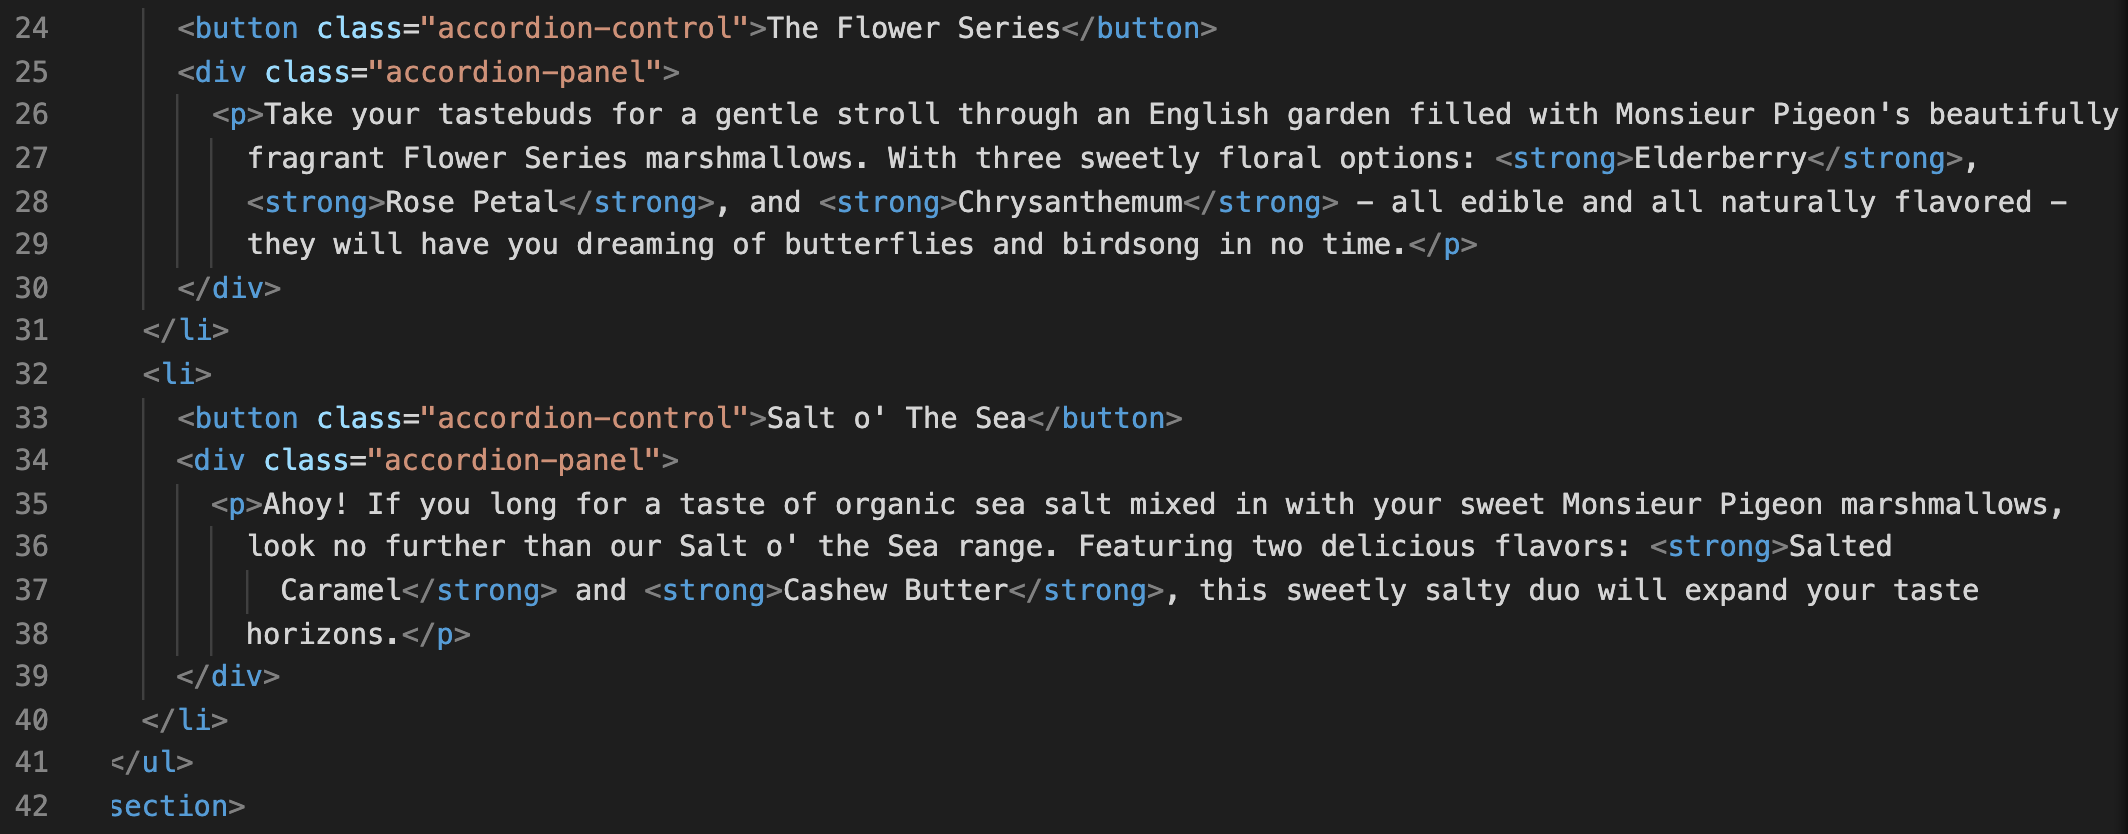 24 <button class="accordion-control">The Flower Series</button>
25 <div class="accordion-panel">
26 <p>Take your tastebuds for a gentle stroll through an English garden filled with Monsieur Pigeon's beautifully
27 fragrant Flower Series marshmallows. With three sweetly floral options: <strong>Elderberry</strong>,
28 <strong>Rose Petal</strong>, and <strong>Chrysanthemum</strong> – all edible and all naturally flavored –
29 they will have you dreaming of butterflies and birdsong in no time.</p>
30 </div>
31 </li>
32 <li>
33 <button class="accordion-control">Salt o' The Sea</button>
34 <div class="accordion-panel">
35 <p>Ahoy! If you long for a taste of organic sea salt mixed in with your sweet Monsieur Pigeon marshmallows,
36 look no further than our Salt o' the Sea range. Featuring two delicious flavors: <strong>Salted
37 Caramel</strong> and <strong>Cashew Butter</strong>, this sweetly salty duo will expand your taste
38 horizons.</p>
39 </div>
40 </li>
41 </ul>
42 section>